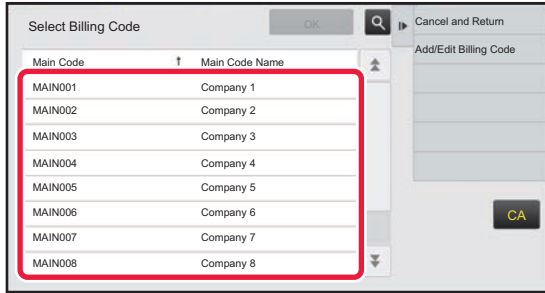 Select Billing Code
OK
Cancel and Return
Add/Edit Billing Code
Main Code ↑ Main Code Name
MAIN001 Company 1
MAIN002 Company 2
MAIN003 Company 3
MAIN004 Company 4
MAIN005 Company 5
MAIN006 Company 6
MAIN007 Company 7
MAIN008 Company 8
CA